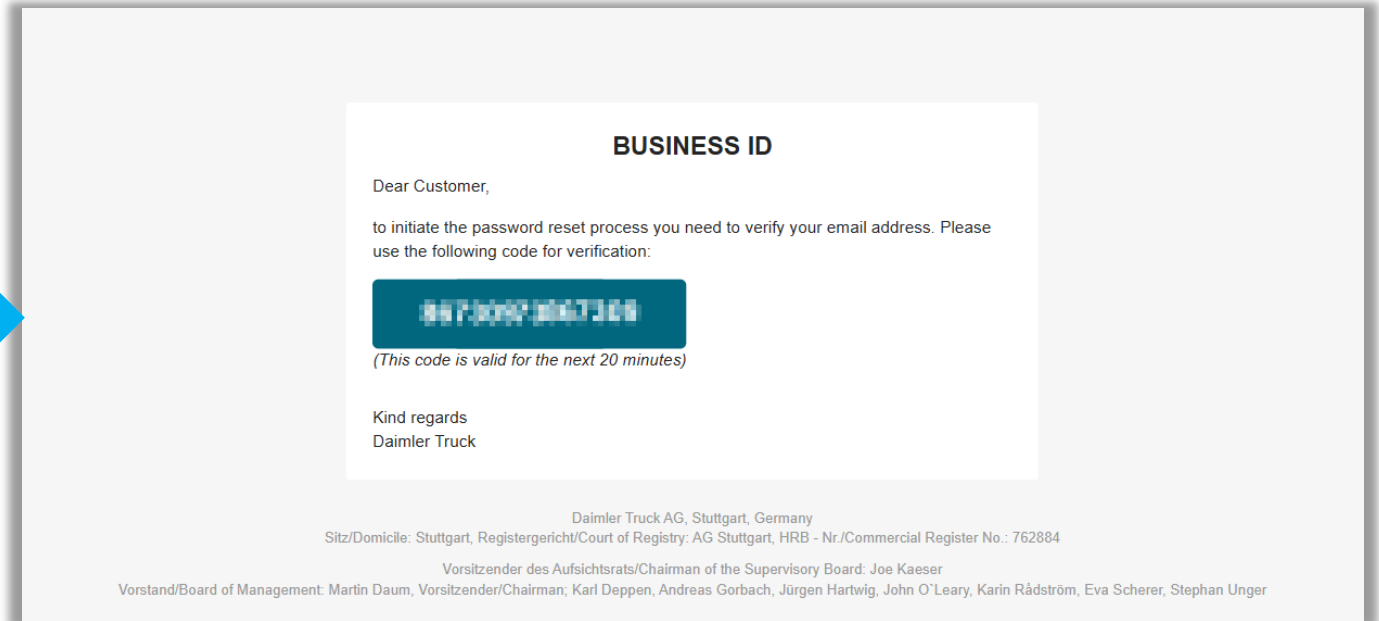 BUSINESS ID
Dear Customer,
to initiate the password reset process you need to verify your email address. Please
use the following code for verification:
(This code is valid for the next 20 minutes)
Kind regards
Daimler Truck
Daimler Truck AG, Stuttgart, Germany
Sitz/Domicile: Stuttgart, Registergericht/Court of Registry: AG Stuttgart, HRB - Nr./Commercial Register No.: 762884
Vorsitzender des Aufsichtsrats/Chairman of the Supervisory Board: Joe Kaeser
Vorstand/Board of Management: Martin Daum, Vorsitzender/Chairman; Karl Deppen, Andreas Gorbach, Jürgen Hartwig, John O`Leary, Karin Rådström, Eva Scherer, Stephan Unger